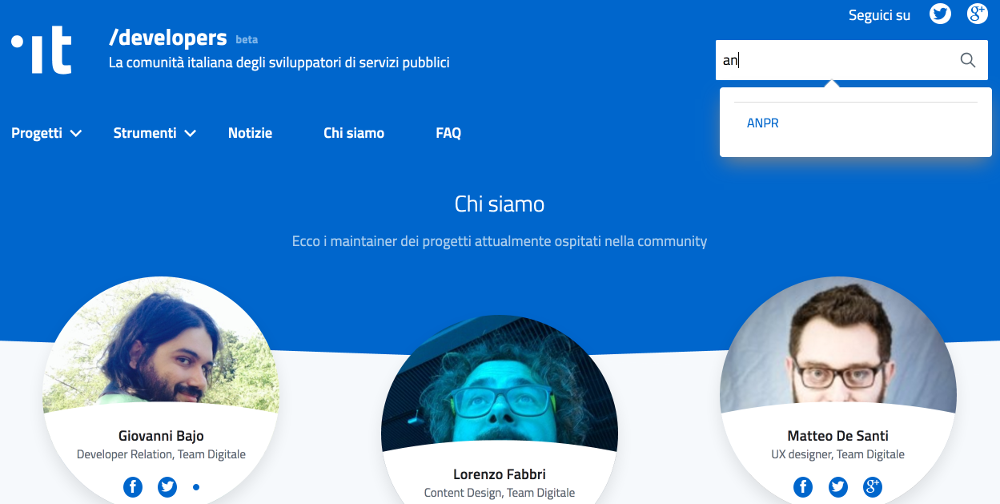 ·it
/developers beta
La comunità italiana degli sviluppatori di servizi pubblici
Seguici su
an
ANPR
Progetti
Strumenti
Notizie
Chi siamo
FAQ
Chi siamo
Ecco i maintainer dei progetti attualmente ospitati nella community
Giovanni Bajo
Developer Relation, Team Digitale
Lorenzo Fabbri
Content Design, Team Digitale
Matteo De Santi
UX designer, Team Digitale